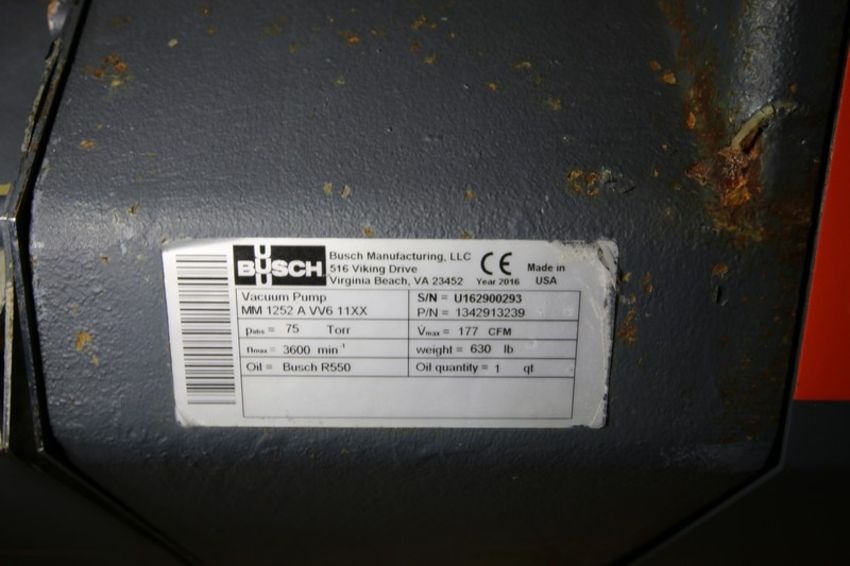 BUSCH
Busch Manufacturing, LLC
516 Viking Drive
Virginia Beach, VA 23452
CE
Year 2016
Made in
USA
Vacuum Pump
MM 1252 A VV6 11XX
S/N = U162900293
P/N = 1342913239
pabs = 75 Torr
V̇max = 177 CFM
nmax = 3600 min⁻¹
weight = 630 lb
Oil = Busch R550
Oil quantity = 1 qt